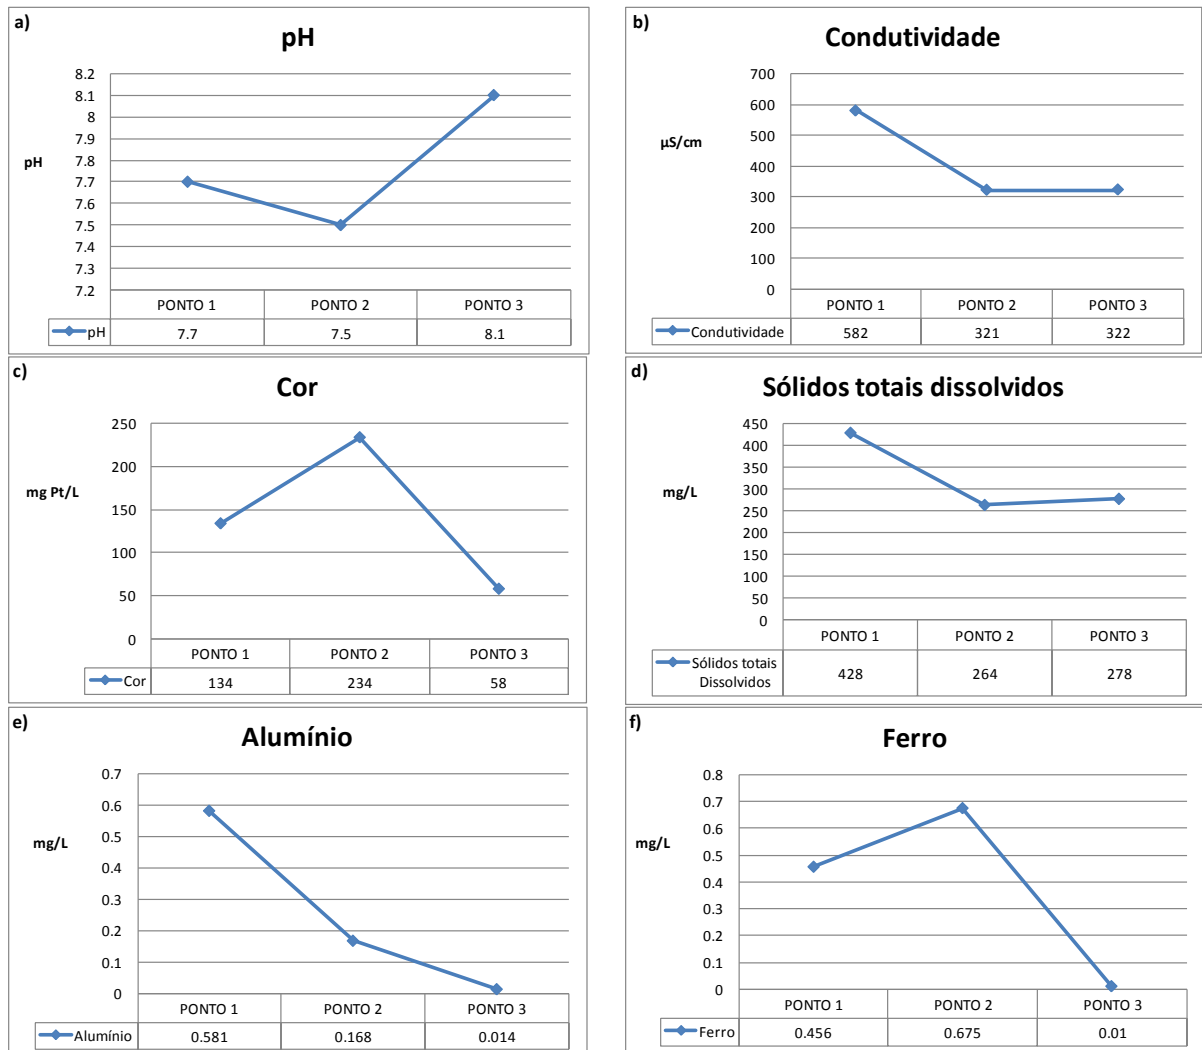 a)
pH
8.2
8.1
8
7.9
7.8
7.7
7.6
7.5
7.4
7.3
7.2
pH
PONTO 1 PONTO 2 PONTO 3
pH 7.7 7.5 8.1
b)
Condutividade
700
600
500
400
300
200
100
0
µS/cm
PONTO 1 PONTO 2 PONTO 3
Condutividade 582 321 322
c)
Cor
250
200
150
100
50
0
mg Pt/L
PONTO 1 PONTO 2 PONTO 3
Cor 134 234 58
d)
Sólidos totais dissolvidos
450
400
350
300
250
200
150
100
50
0
mg/L
PONTO 1 PONTO 2 PONTO 3
Sólidos totais
Dissolvidos
428 264 278
e)
Alumínio
0.7
0.6
0.5
0.4
0.3
0.2
0.1
0
mg/L
PONTO 1 PONTO 2 PONTO 3
Alumínio 0.581 0.168 0.014
f)
Ferro
0.8
0.7
0.6
0.5
0.4
0.3
0.2
0.1
0
mg/L
PONTO 1 PONTO 2 PONTO 3
Ferro 0.456 0.675 0.01